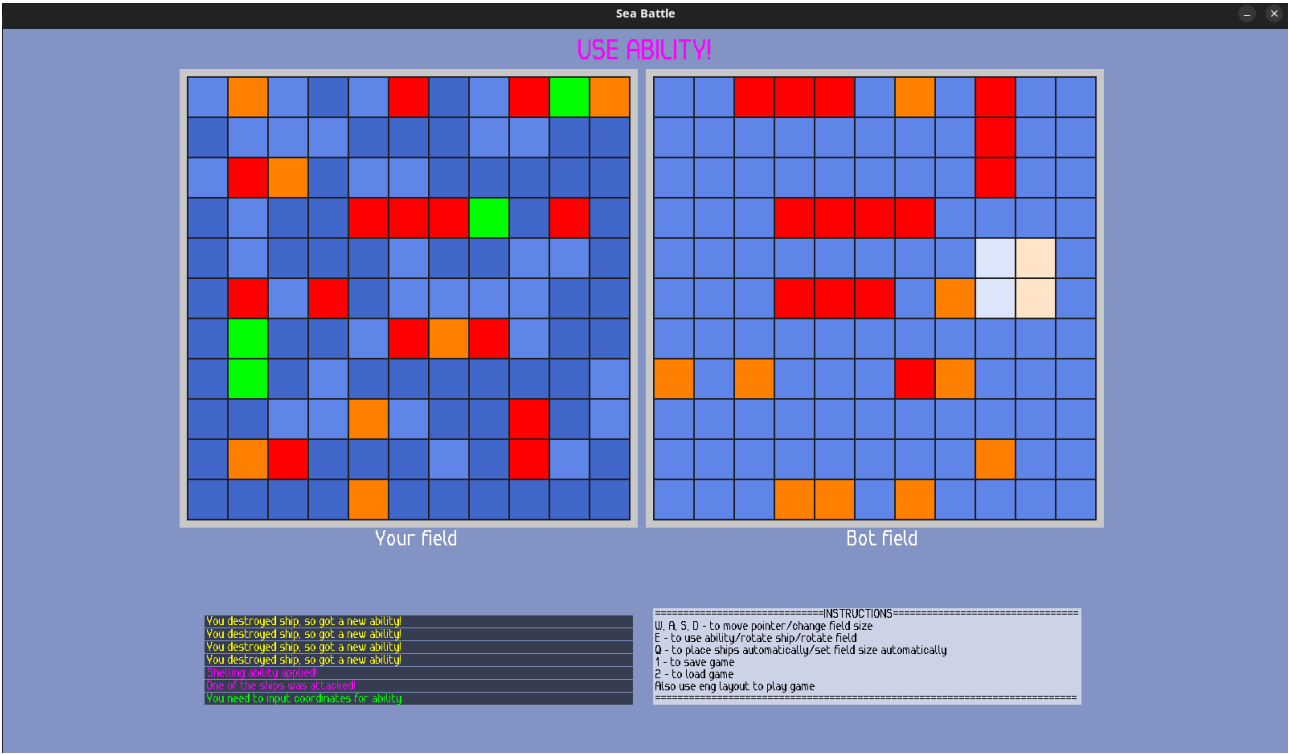 Sea Battle
USE ABILITY!
Your field
Bot field
You destroyed ship, so got a new ability!
You destroyed ship, so got a new ability!
You destroyed ship, so got a new ability!
You destroyed ship, so got a new ability!
Shelling ability applied!
One of the ships was attacked!
You need to input coordinates for ability
==============================INSTRUCTIONS=================================
W, A, S, D - to move pointer/change field size
E - to use ability/rotate ship/rotate field
Q - to place ships automatically/set field size automatically
1 - to save game
2 - to load game
Also use eng layout to play game
===========================================================================